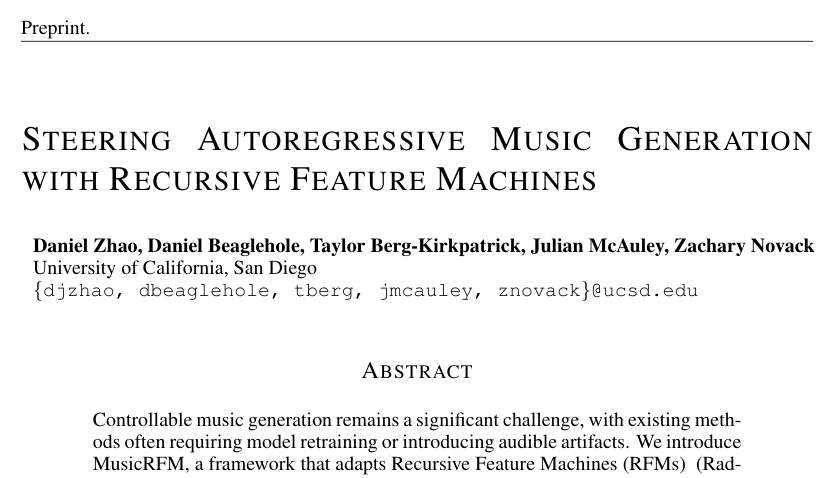 Preprint.
STEERING AUTOREGRESSIVE MUSIC GENERATION
WITH RECURSIVE FEATURE MACHINES
Daniel Zhao, Daniel Beaglehole, Taylor Berg-Kirkpatrick, Julian McAuley, Zachary Novack
University of California, San Diego
{djzhao, dbeaglehole, tberg, jmcauley, znovack}@ucsd.edu
ABSTRACT
Controllable music generation remains a significant challenge, with existing meth-
ods often requiring model retraining or introducing audible artifacts. We introduce
MusicRFM, a framework that adapts Recursive Feature Machines (RFMs) (Rad-